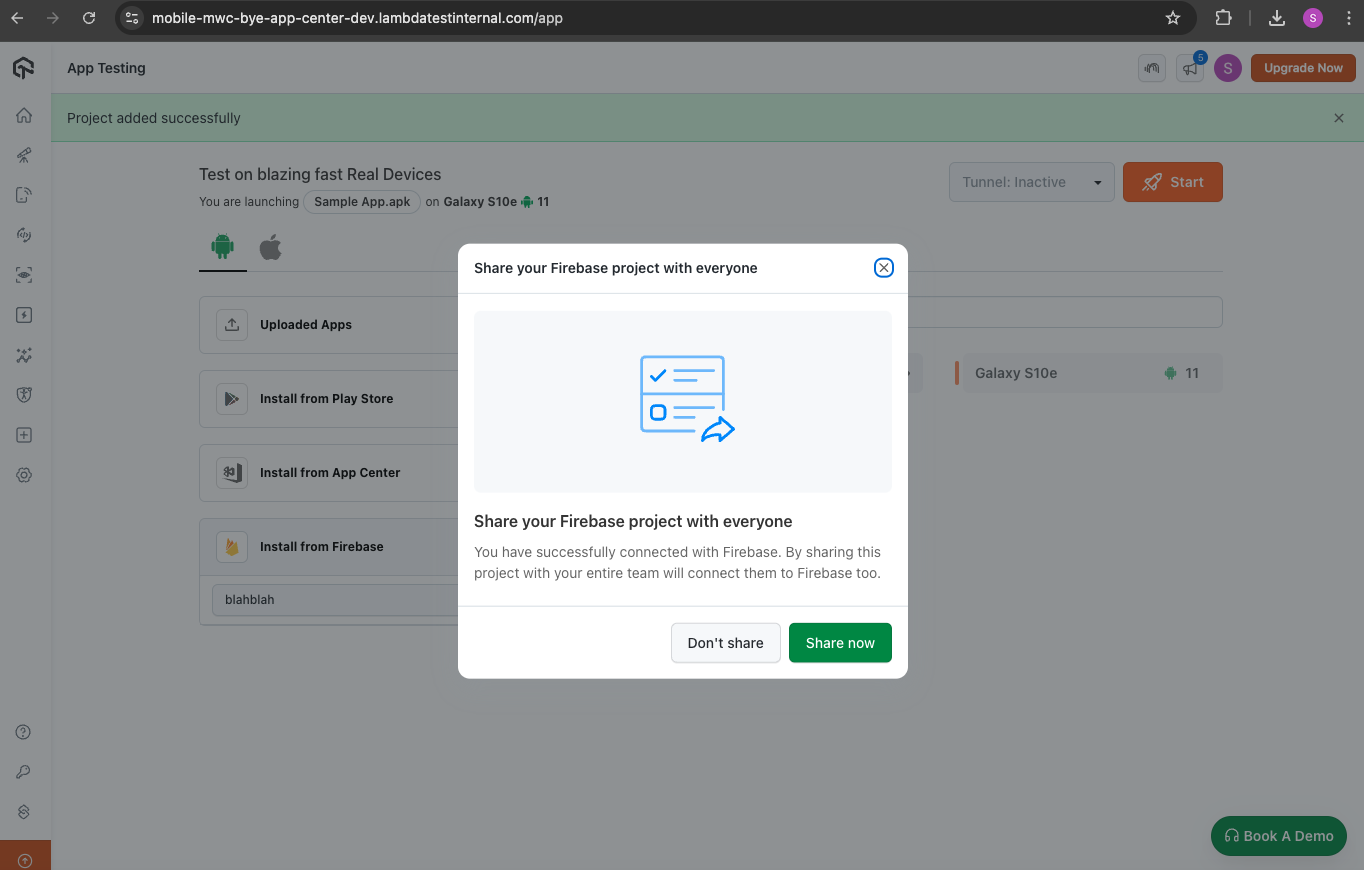 mobile-mwc-bye-app-center-dev.lambdatestinternal.com/app
S
App Testing
5
S
Upgrade Now
Project added successfully
Test on blazing fast Real Devices
Tunnel: Inactive
Start
You are launching Sample App.apk on Galaxy S10e 11
Share your Firebase project with everyone
Uploaded Apps
Galaxy S10e 11
Install from Play Store
Install from App Center
Share your Firebase project with everyone
Install from Firebase
You have successfully connected with Firebase. By sharing this
project with your entire team will connect them to Firebase too.
blahblah
Don't share
Share now
Book A Demo